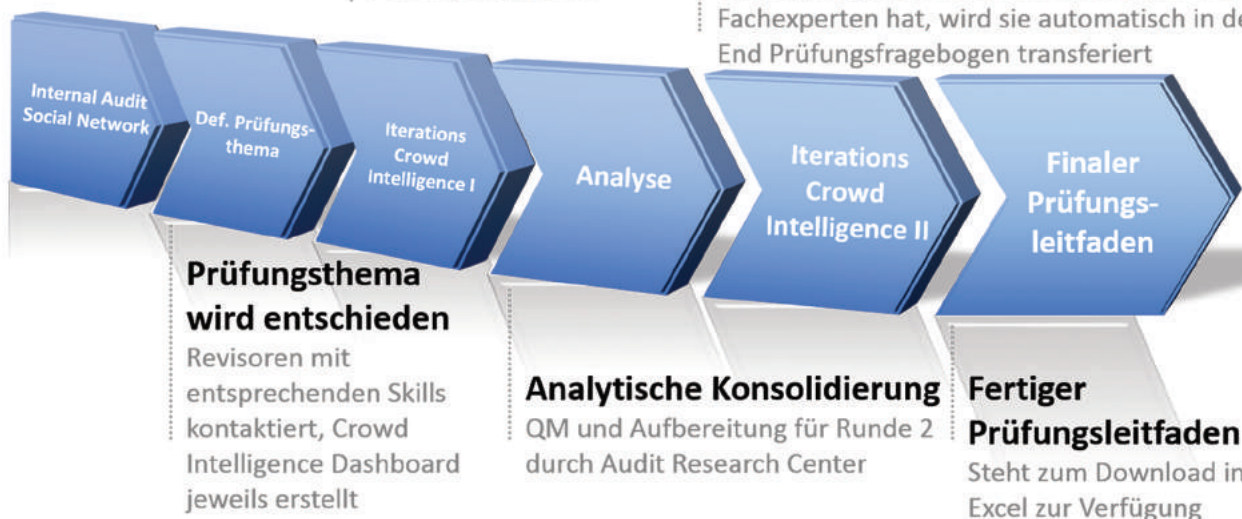 Fachexperten hat, wird sie automatisch in
End Prüfungsfragebogen transferiert
Internal Audit
Social Network
Def. Prüfungs-
thema
Iterations
Crowd
Intelligence I
Analyse
Iterations
Crowd
Intelligence II
Finaler
Prüfungs-
leitfaden
Prüfungsthema
wird entschieden
Revisoren mit
entsprechenden Skills
kontaktiert, Crowd
Intelligence Dashboard
jeweils erstellt
Analytische Konsolidierung
QM und Aufbereitung für Runde 2
durch Audit Research Center
Fertiger
Prüfungsleitfaden
Steht zum Download in
Excel zur Verfügung